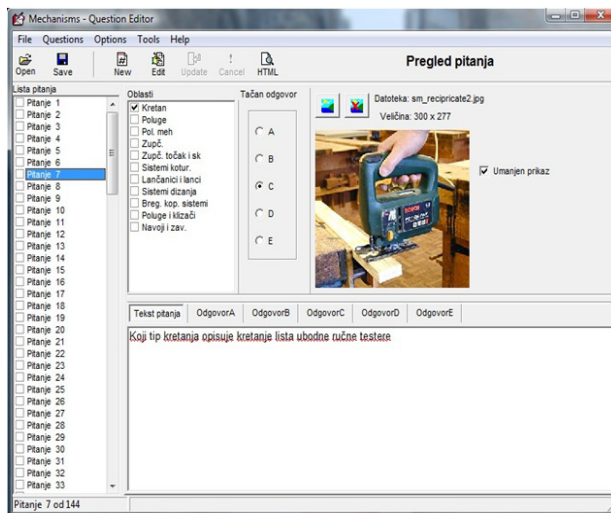 Mechanisms - Question Editor
File Questions Options Tools Help
Open Save New Edit Update Cancel HTML
Pregled pitanja
Lista pitanja
Pitanje 1
Pitanje 2
Pitanje 3
Pitanje 4
Pitanje 5
Pitanje 6
Pitanje 7
Pitanje 8
Pitanje 9
Pitanje 10
Pitanje 11
Pitanje 12
Pitanje 13
Pitanje 14
Pitanje 15
Pitanje 16
Pitanje 17
Pitanje 18
Pitanje 19
Pitanje 20
Pitanje 21
Pitanje 22
Pitanje 23
Pitanje 24
Pitanje 25
Pitanje 26
Pitanje 27
Pitanje 28
Pitanje 29
Pitanje 30
Pitanje 31
Pitanje 32
Pitanje 33
Oblasti
Kretan
Poluge
Pol. meh
Zupč.
Zupč. točak i sk
Sistemi kotur.
Lančanici i lanci
Sistemi dizanja
Breg. kop. sistemi
Poluge i klizači
Navoji i zav.
Tačan odgovor
A
B
C
D
E
Datoteka: sm_recipricate2.jpg
Veličina: 300 x 277
Umanjen prikaz
Tekst pitanja OdgovorA OdgovorB OdgovorC OdgovorD OdgovorE
Koji tip kretanja opisuje kretanje lista ubodne ručne testere
Pitanje 7 od 144